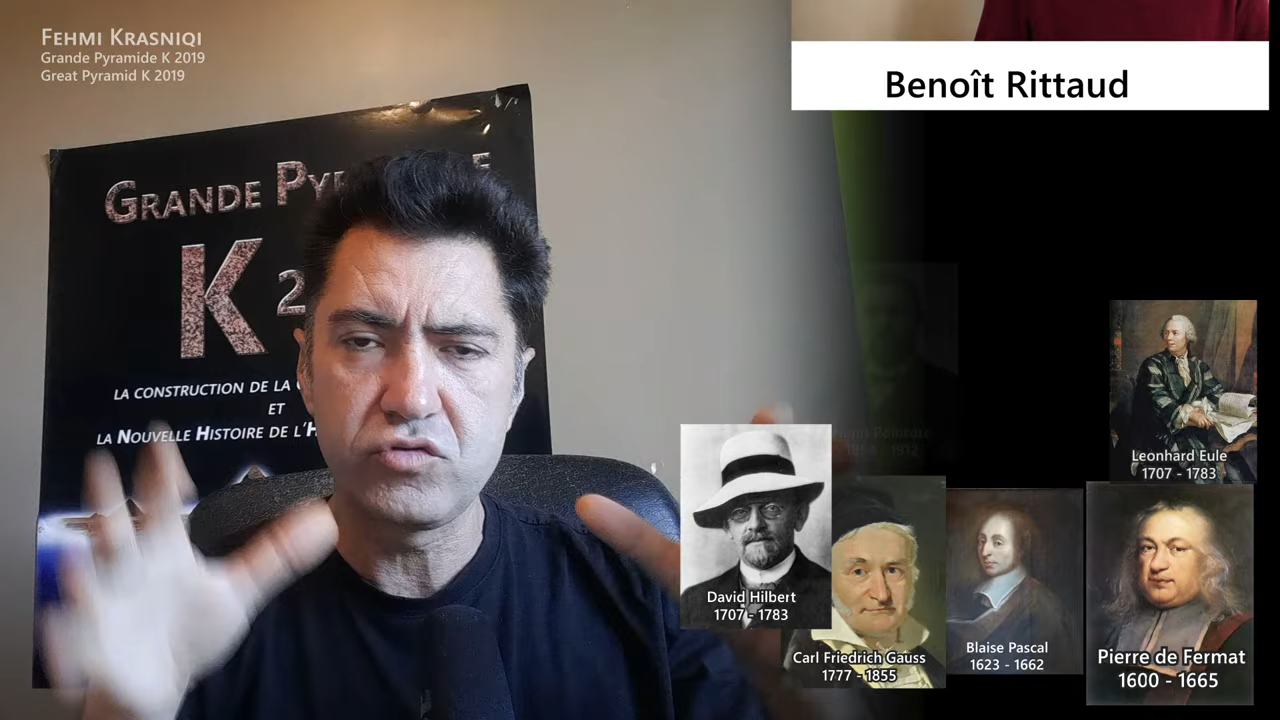 FEHMI KRASNIQI
Grande Pyramide K 2019
Great Pyramid K 2019
Benoît Rittaud
GRANDE PY
K 2
LA CONSTRUCTION DE LA
ET
LA NOUVELLE HISTOIRE DE L'H
Leonhard Eule
1707 - 1783
David Hilbert
1707 - 1783
Carl Friedrich Gauss
1777 - 1855
Blaise Pascal
1623 - 1662
Pierre de Fermat
1600 - 1665